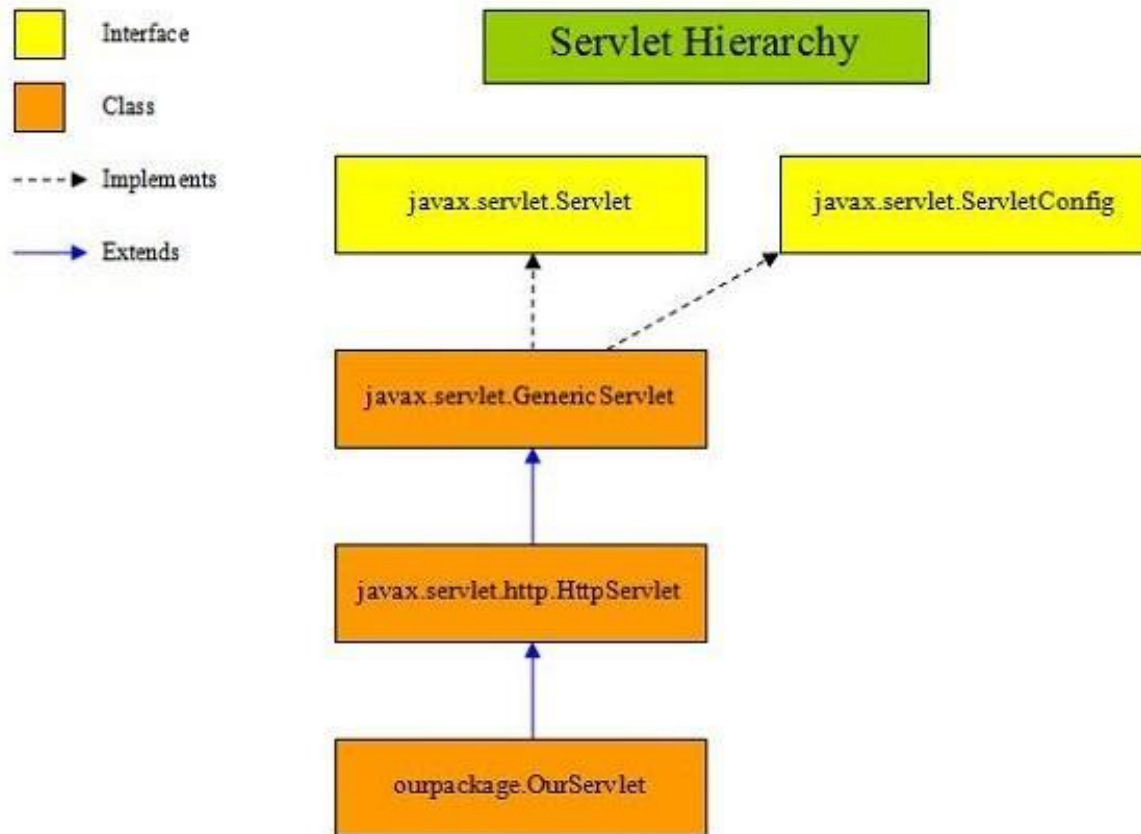 Interface
Servlet Hierarchy
Class
Implements
Extends
javax.servlet.Servlet
javax.servlet.ServletConfig
javax.servlet.GenericServlet
javax.servlet.http.HttpServlet
ourpackage.OurServlet